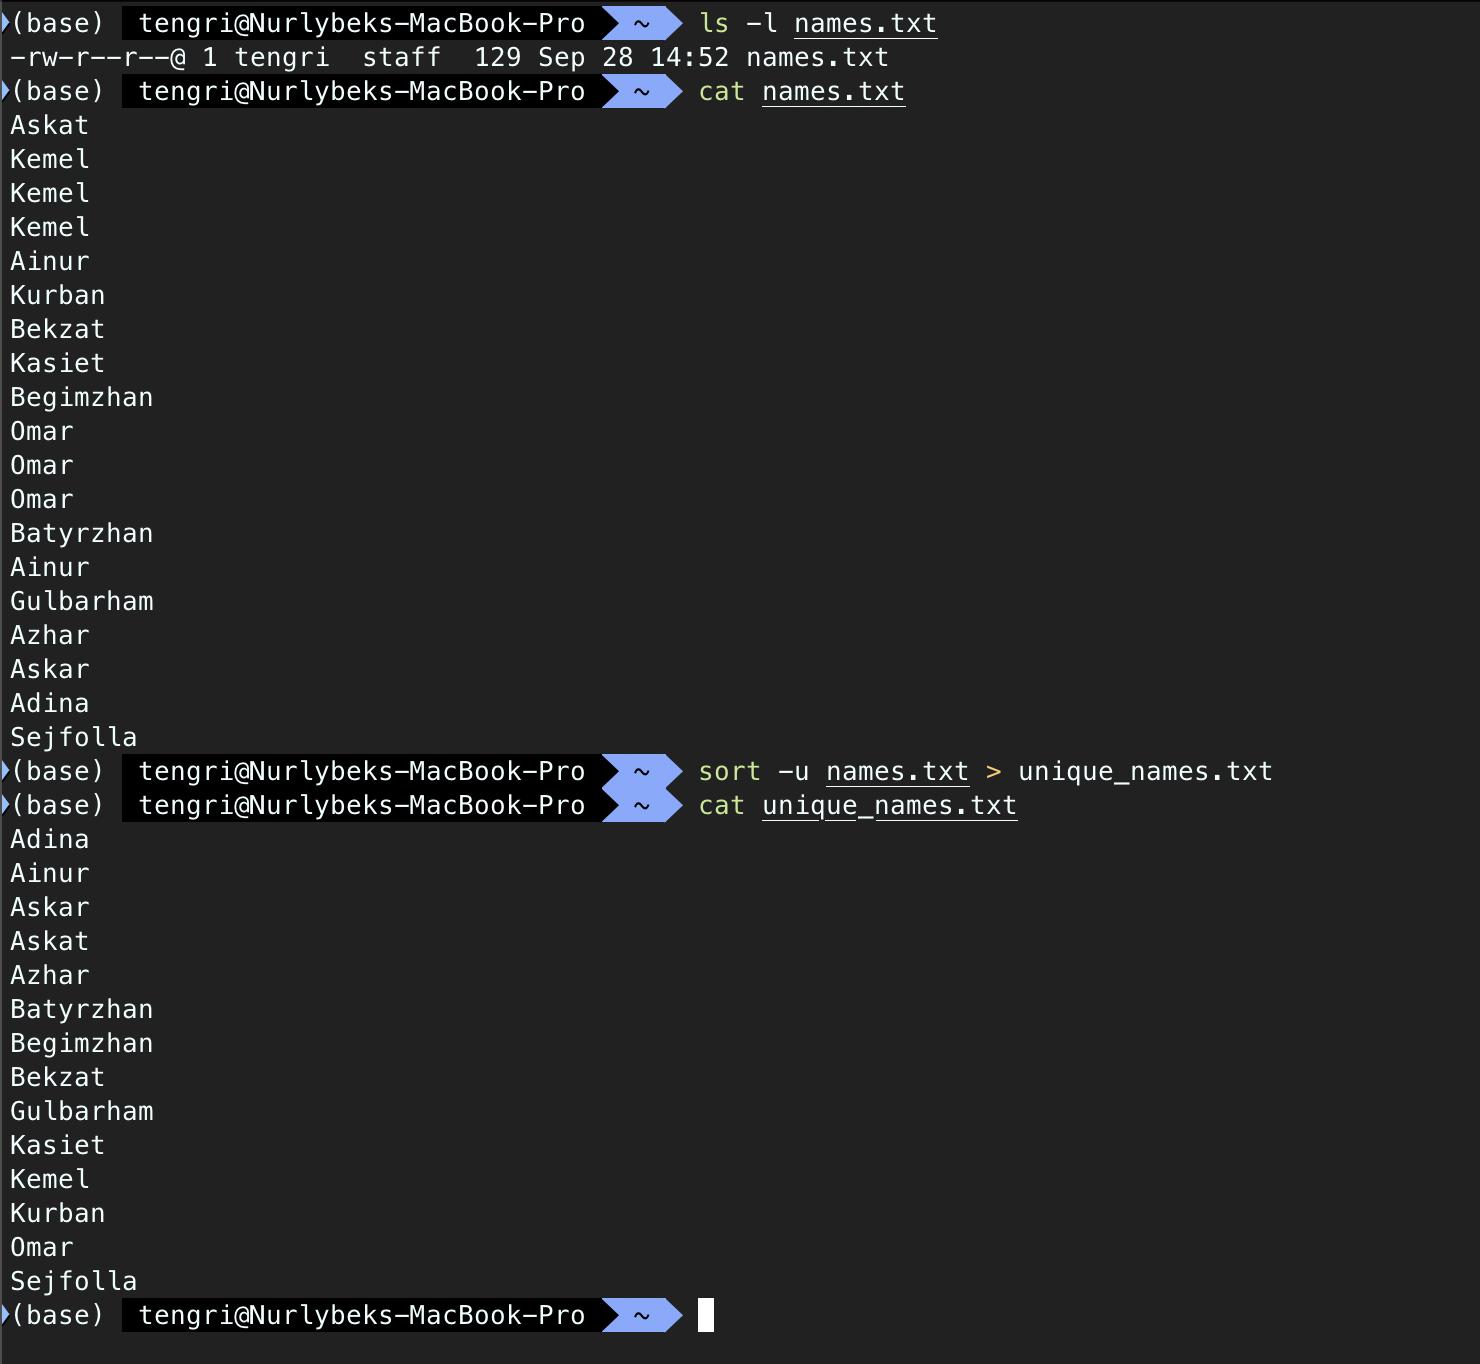 (base) tengri@Nurlybeks-MacBook-Pro ~ ls -l names.txt
-rw-r--r--@ 1 tengri  staff  129 Sep 28 14:52 names.txt
(base) tengri@Nurlybeks-MacBook-Pro ~ cat names.txt
Askat
Kemel
Kemel
Kemel
Ainur
Kurban
Bekzat
Kasiet
Begimzhan
Omar
Omar
Omar
Batyrzhan
Ainur
Gulbarham
Azhar
Askar
Adina
Sejfolla
(base) tengri@Nurlybeks-MacBook-Pro ~ sort -u names.txt > unique_names.txt
(base) tengri@Nurlybeks-MacBook-Pro ~ cat unique_names.txt
Adina
Ainur
Askar
Askat
Azhar
Batyrzhan
Begimzhan
Bekzat
Gulbarham
Kasiet
Kemel
Kurban
Omar
Sejfolla
(base) tengri@Nurlybeks-MacBook-Pro ~